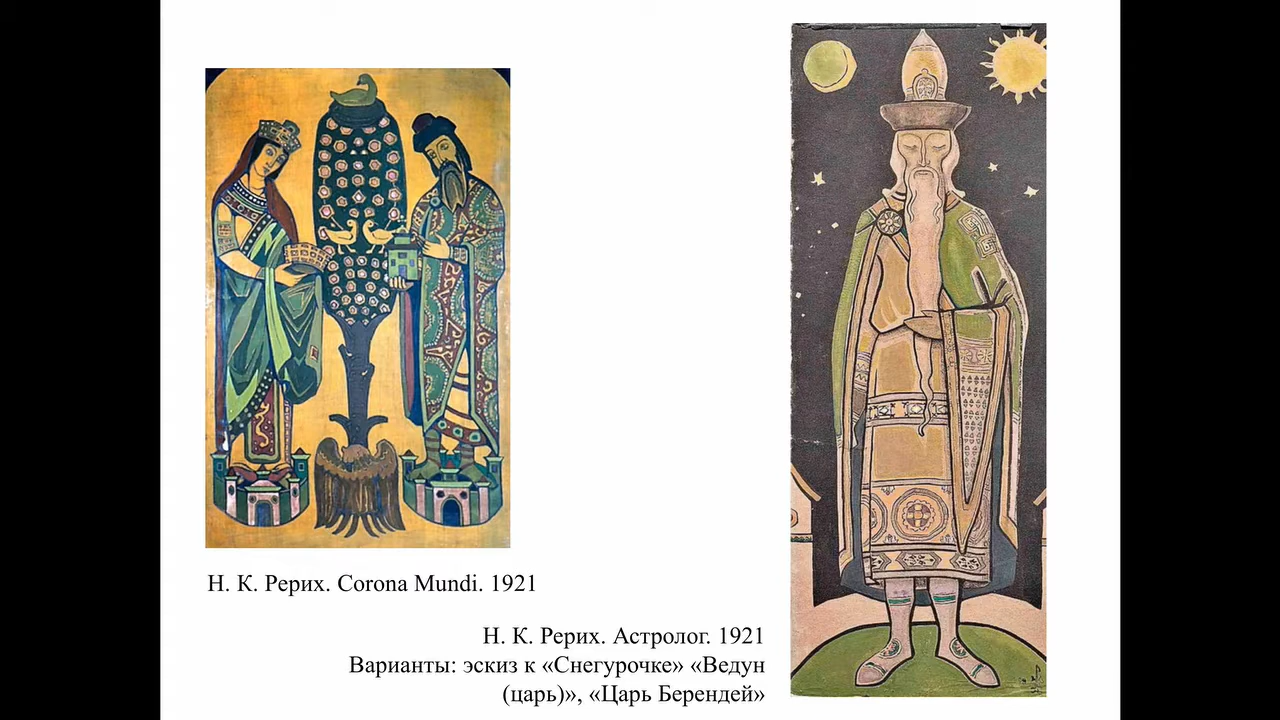 Н. К. Рерих. Corona Mundi. 1921
Н. К. Рерих. Астролог. 1921
Варианты: эскиз к «Снегурочке» «Ведун
(царь)», «Царь Берендей»